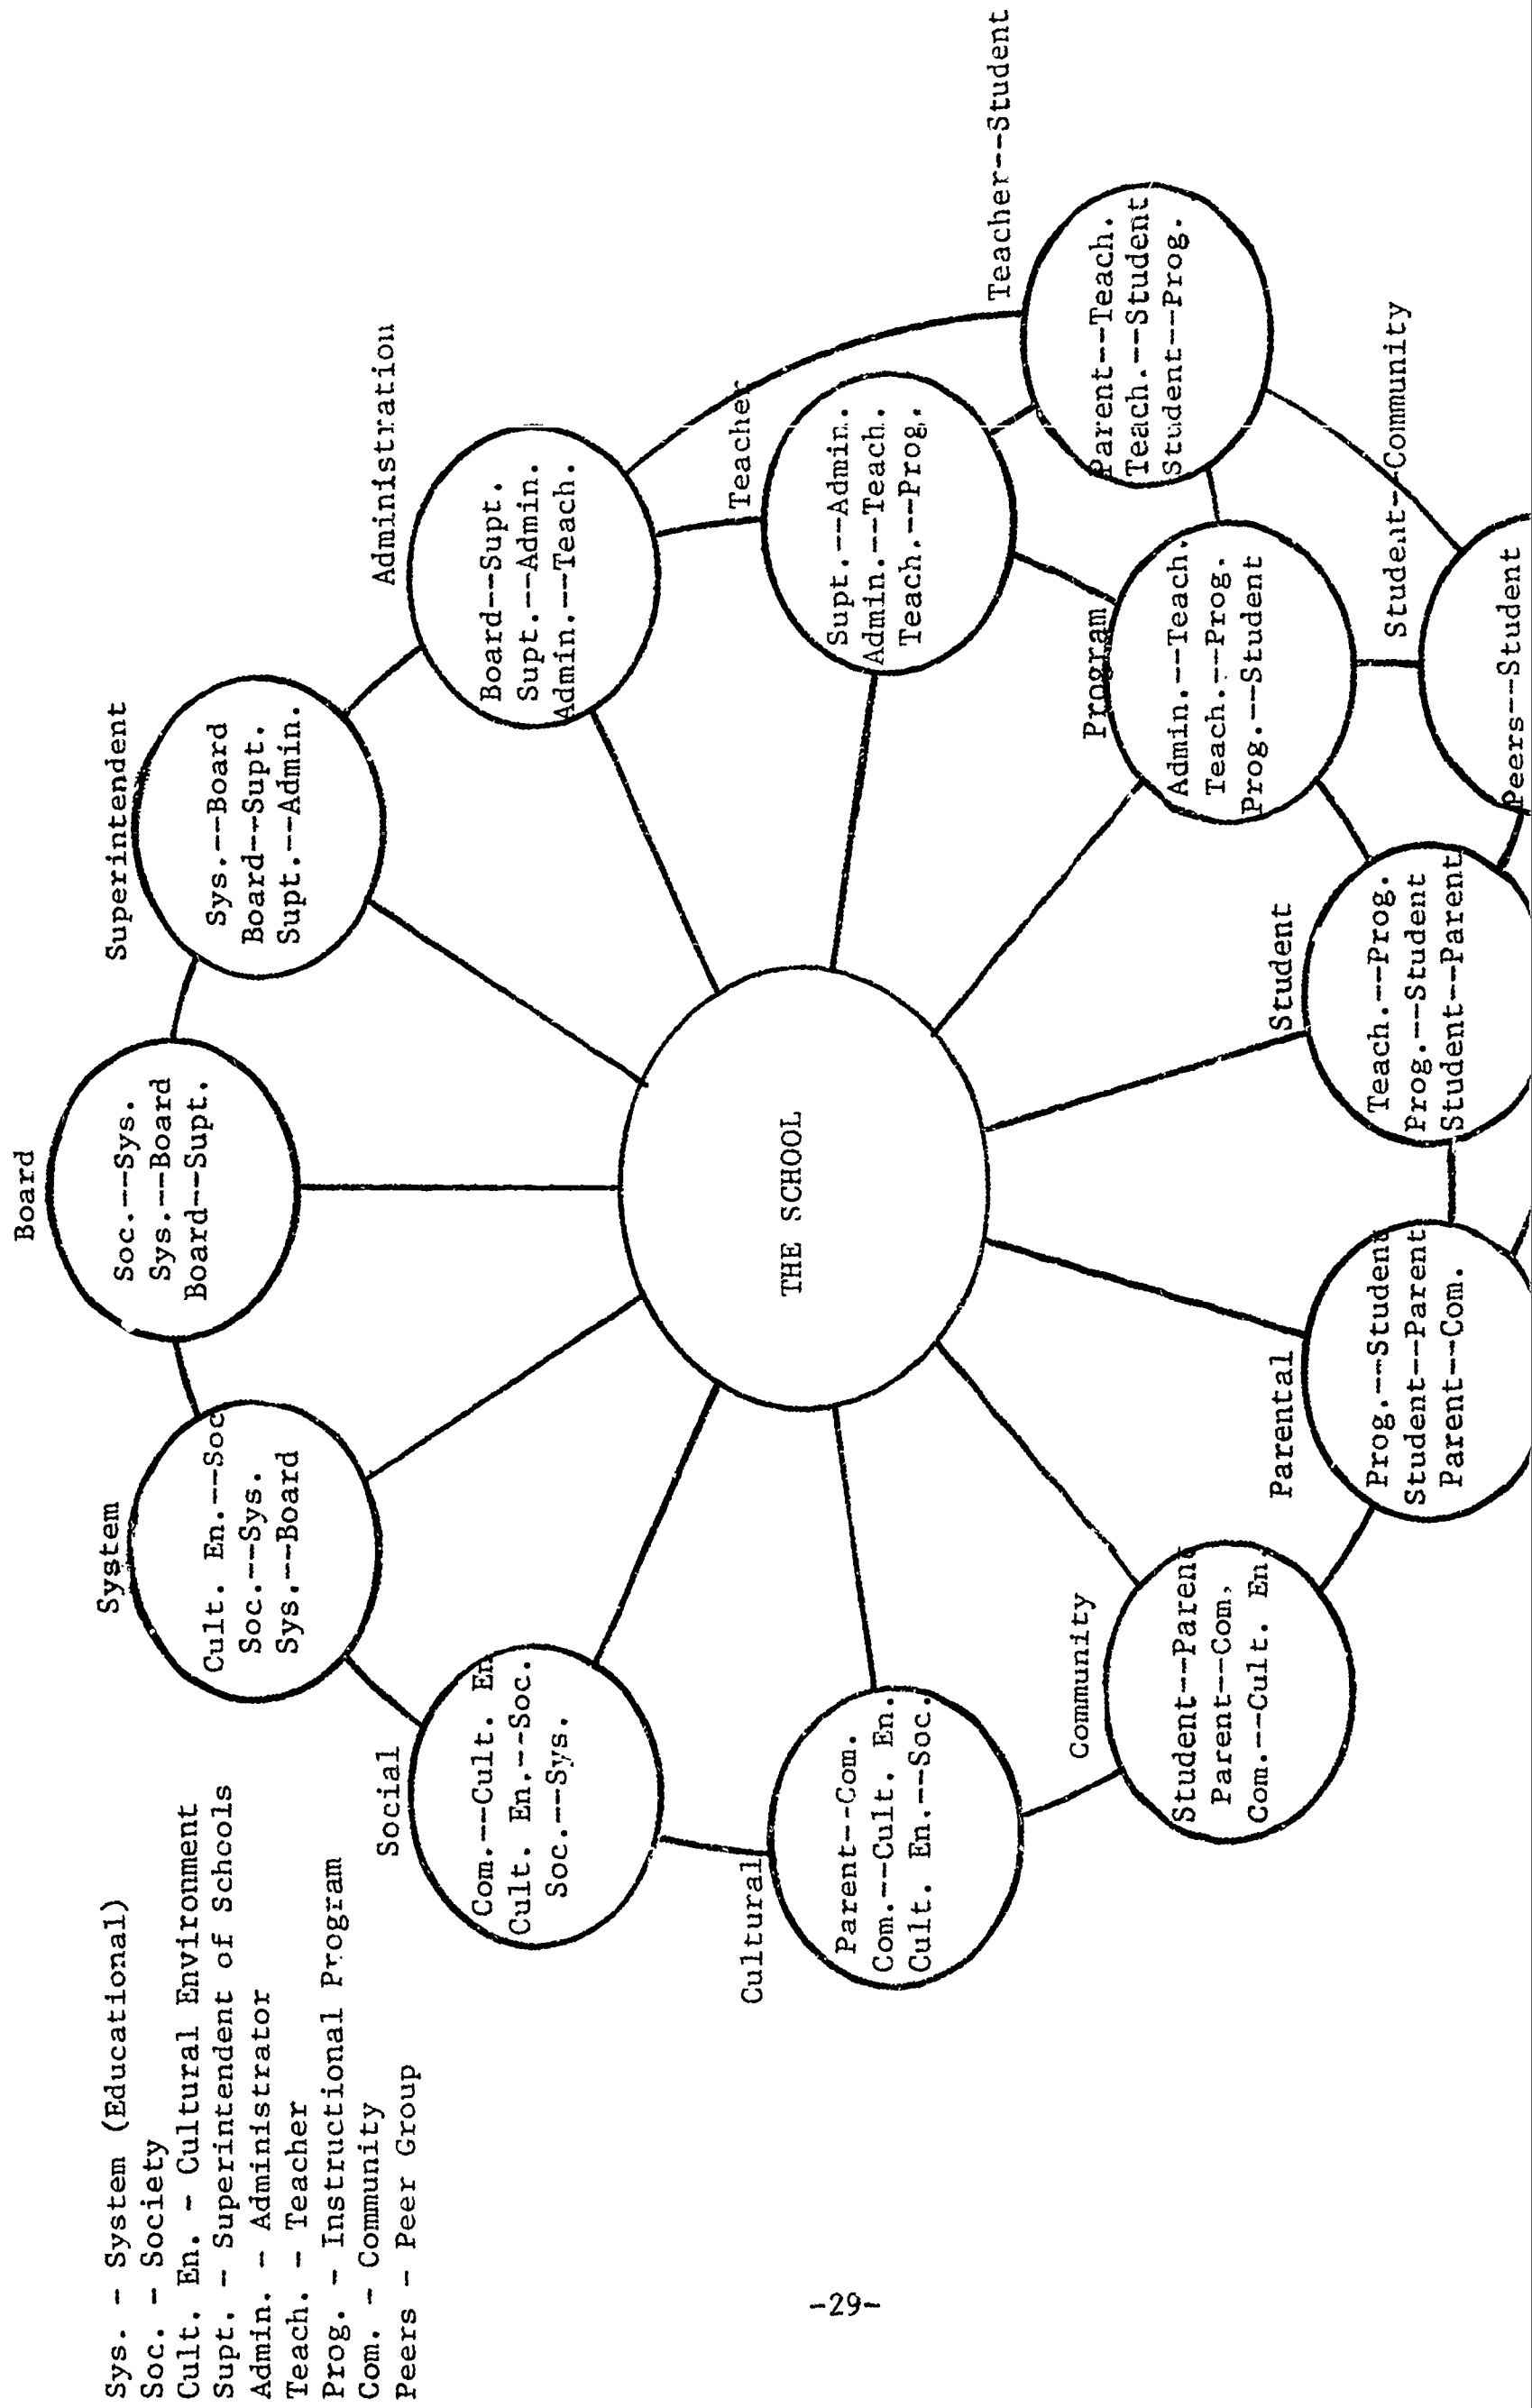 Sys. - System (Educational)
Soc. - Society
Cult. En. - Cultural Environment
Supt. - Superintendent of Schools
Admin. - Administrator
Teach. - Teacher
Prog. - Instructional Program
Com. - Community
Peers - Peer Group
Board
Soc.--Sys.
Sys.--Board
Board--Supt.
System
Cult. En.--Soc
Soc.--Sys.
Sys.--Board
Superintendent
Sys.--Board
Board--Supt.
Supt.--Admin.
Social
Com.--Cult. En
Cult. En.--Soc.
Soc.--Sys.
Administration
Board--Supt.
Supt.--Admin.
Admin.--Teach.
THE SCHOOL
Cultural
Parent--Com.
Com.--Cult. En.
Cult. En.--Soc.
Teacher
Supt.--Admin.
Admin.--Teach.
Teach.--Prog.
Teacher--Student
Parent--Teach.
Teach.--Student
Student--Prog.
Community
Student--Parent
Parent--Com.
Com.--Cult. En.
Program
Admin.--Teach.
Teach.--Prog.
Prog.--Student
Parental
Prog.--Student
Student--Parent
Parent--Com.
Student
Teach.--Prog.
Prog.--Student
Student--Parent
Student--Community
Peers--Student
-29-